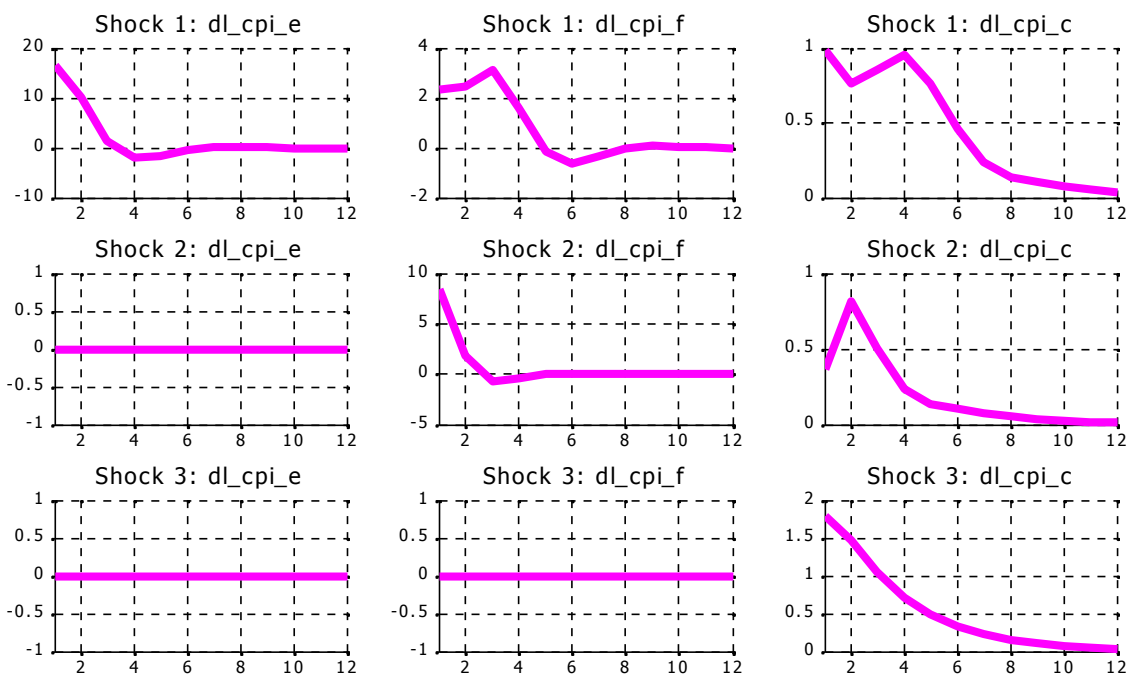 Shock 1: dl_cpi_e
20
10
0
-10
2 4 6 8 10 12
Shock 1: dl_cpi_f
4
2
0
-2
2 4 6 8 10 12
Shock 1: dl_cpi_c
1
0.5
0
2 4 6 8 10 12
Shock 2: dl_cpi_e
1
0.5
0
-0.5
-1
2 4 6 8 10 12
Shock 2: dl_cpi_f
10
5
0
-5
2 4 6 8 10 12
Shock 2: dl_cpi_c
1
0.5
0
2 4 6 8 10 12
Shock 3: dl_cpi_e
1
0.5
0
-0.5
-1
2 4 6 8 10 12
Shock 3: dl_cpi_f
1
0.5
0
-0.5
-1
2 4 6 8 10 12
Shock 3: dl_cpi_c
2
1.5
1
0.5
0
2 4 6 8 10 12